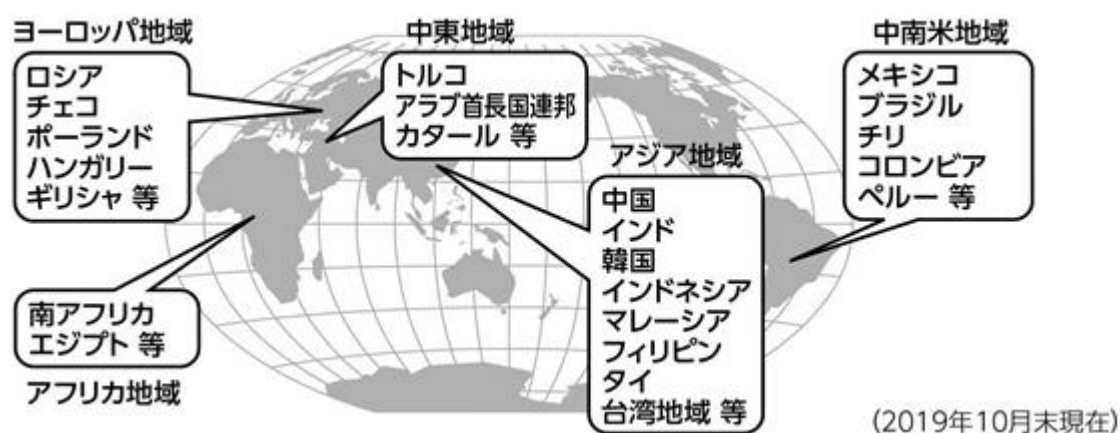 ヨーロッパ地域
ロシア
チェコ
ポーランド
ハンガリー
ギリシャ 等
中東地域
トルコ
アラブ首長国連邦
カタール 等
中南米地域
メキシコ
ブラジル
チリ
コロンビア
ペルー 等
アジア地域
中国
インド
韓国
インドネシア
マレーシア
フィリピン
タイ
台湾地域 等
南アフリカ
エジプト 等
アフリカ地域
(2019年10月末現在)